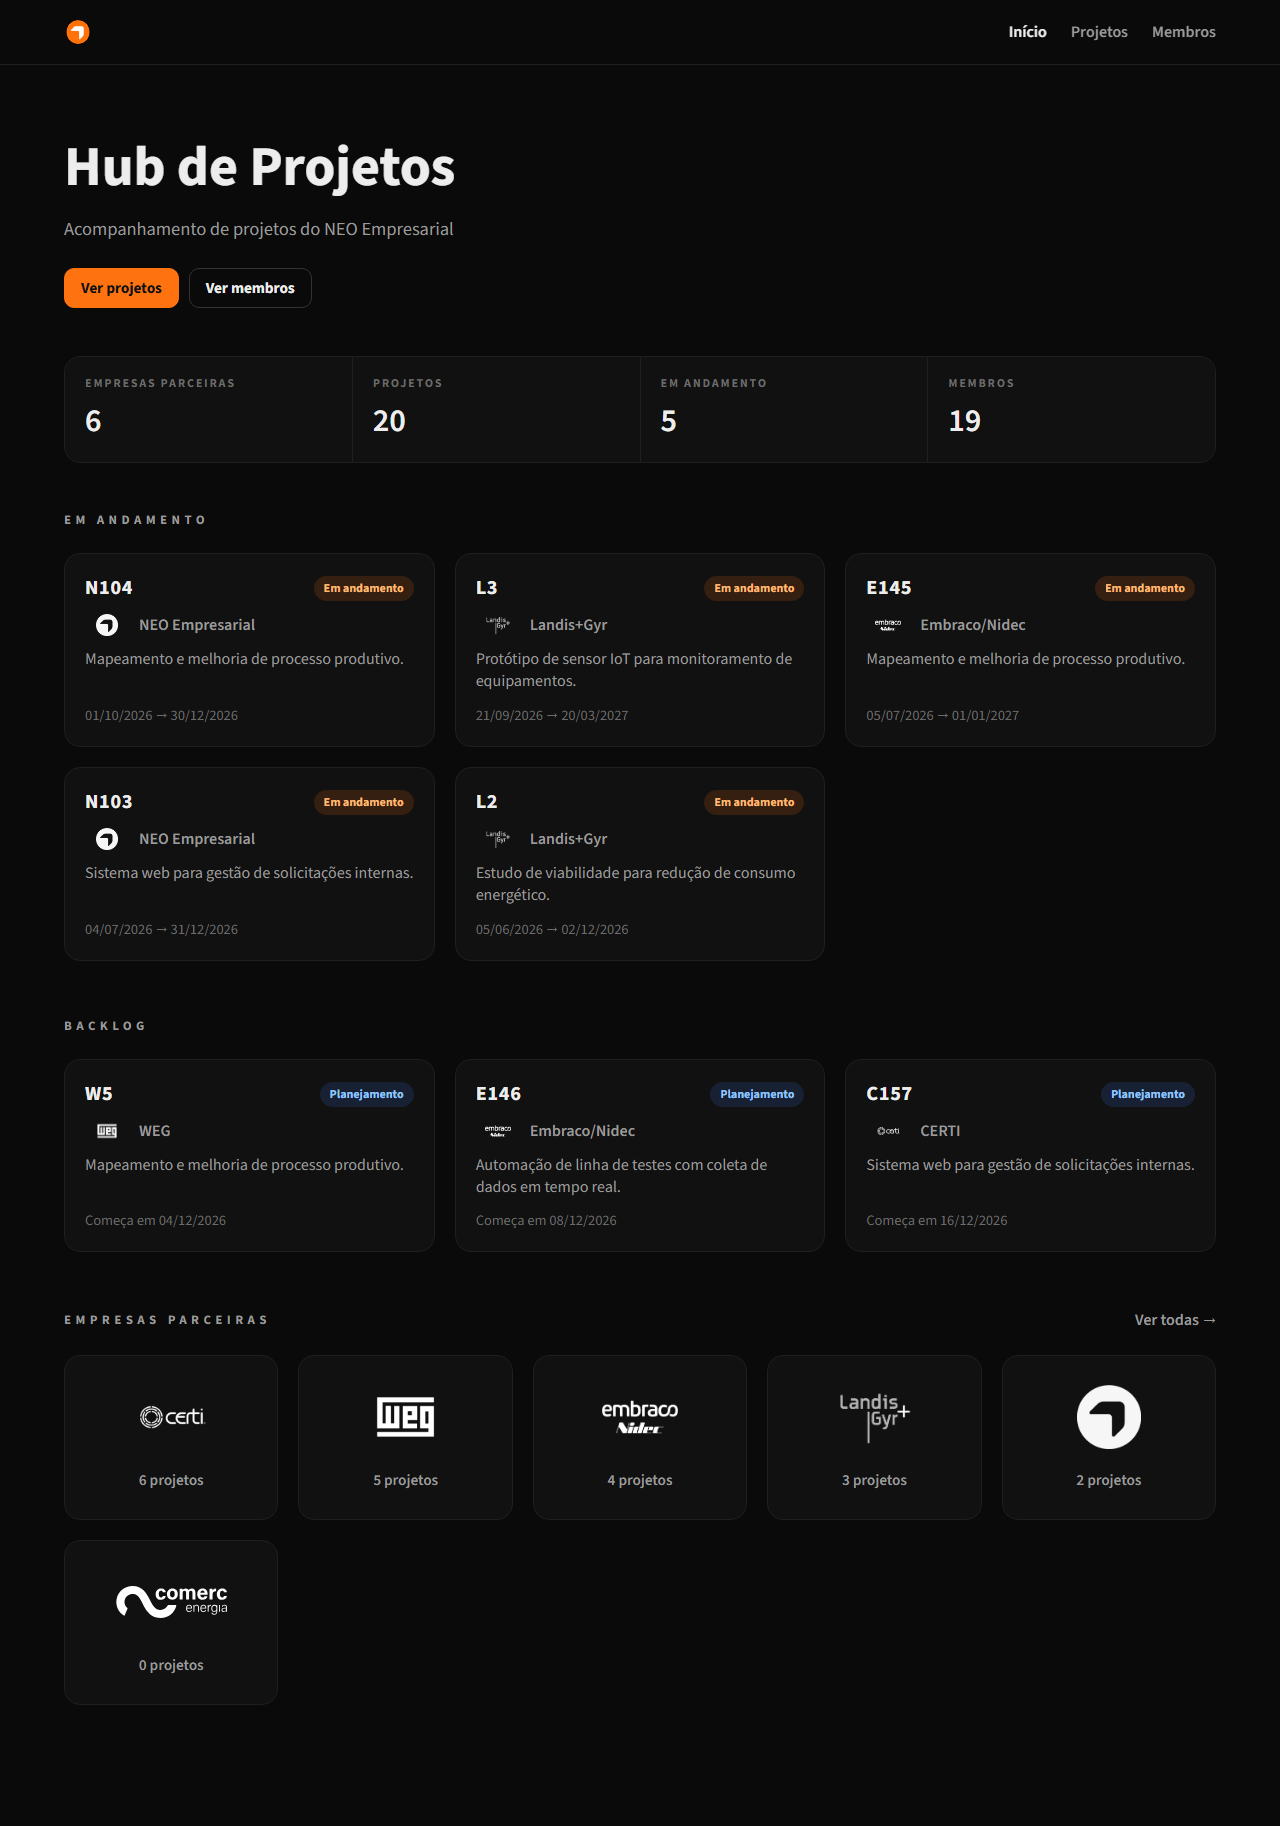 Início Projetos Membros
Hub de Projetos
Acompanhamento de projetos do NEO Empresarial
Ver projetos Ver membros
EMPRESAS PARCEIRAS PROJETOS EM ANDAMENTO MEMBROS
6 20 5 19
EM ANDAMENTO
N104 Em andamento
NEO Empresarial
Mapeamento e melhoria de processo produtivo.
01/10/2026 → 30/12/2026
L3 Em andamento
Landis Gyr+ Landis+Gyr
Protótipo de sensor IoT para monitoramento de
equipamentos.
21/09/2026 → 20/03/2027
E145 Em andamento
embraco Nidec Embraco/Nidec
Mapeamento e melhoria de processo produtivo.
05/07/2026 → 01/01/2027
N103 Em andamento
NEO Empresarial
Sistema web para gestão de solicitações internas.
04/07/2026 → 31/12/2026
L2 Em andamento
Landis Gyr+ Landis+Gyr
Estudo de viabilidade para redução de consumo
energético.
05/06/2026 → 02/12/2026
BACKLOG
W5 Planejamento
weg WEG
Mapeamento e melhoria de processo produtivo.
Começa em 04/12/2026
E146 Planejamento
embraco Nidec Embraco/Nidec
Automação de linha de testes com coleta de
dados em tempo real.
Começa em 08/12/2026
C157 Planejamento
certi CERTI
Sistema web para gestão de solicitações internas.
Começa em 16/12/2026
EMPRESAS PARCEIRAS Ver todas →
certi
6 projetos
weg
5 projetos
embraco
Nidec
4 projetos
Landis
Gyr+
3 projetos
2 projetos
comerc
energia
0 projetos